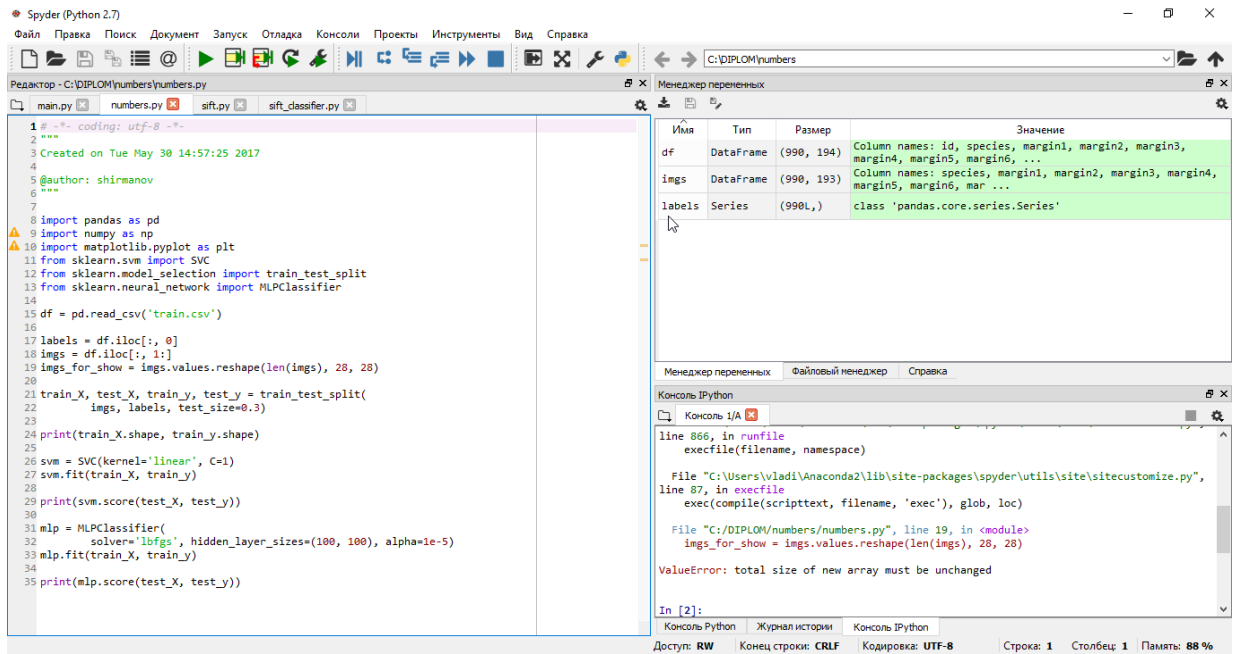 Spyder (Python 2.7)
Файл Правка Поиск Документ Запуск Отладка Консоли Проекты Инструменты Вид Справка
C:\DIPLOM\numbers
Редактор - C:\DIPLOM\numbers\numbers.py
main.py numbers.py sift.py sift_classifier.py
1 # -*- coding: utf-8 -*-
2 """
3 Created on Tue May 30 14:57:25 2017
4
5 @author: shirmanov
6 """
7
8 import pandas as pd
9 import numpy as np
10 import matplotlib.pyplot as plt
11 from sklearn.svm import SVC
12 from sklearn.model_selection import train_test_split
13 from sklearn.neural_network import MLPClassifier
14
15 df = pd.read_csv('train.csv')
16
17 labels = df.iloc[:, 0]
18 imgs = df.iloc[:, 1:]
19 imgs_for_show = imgs.values.reshape(len(imgs), 28, 28)
20
21 train_X, test_X, train_y, test_y = train_test_split(
22         imgs, labels, test_size=0.3)
23
24 print(train_X.shape, train_y.shape)
25
26 svm = SVC(kernel='linear', C=1)
27 svm.fit(train_X, train_y)
28
29 print(svm.score(test_X, test_y))
30
31 mlp = MLPClassifier(
32         solver='lbfgs', hidden_layer_sizes=(100, 100), alpha=1e-5)
33 mlp.fit(train_X, train_y)
34
35 print(mlp.score(test_X, test_y))
Менеджер переменных
Имя Тип Размер Значение
df DataFrame (990, 194) Column names: id, species, margin1, margin2, margin3,
margin4, margin5, margin6, ...
imgs DataFrame (990, 193) Column names: species, margin1, margin2, margin3, margin4,
margin5, margin6, mar ...
labels Series (990L,) class 'pandas.core.series.Series'
Менеджер переменных Файловый менеджер Справка
Консоль IPython
Консоль 1/A
line 866, in runfile
    execfile(filename, namespace)
  File "C:\Users\vladi\Anaconda2\lib\site-packages\spyder\utils\site\sitecustomize.py",
line 87, in execfile
    exec(compile(scripttext, filename, 'exec'), glob, loc)
  File "C:/DIPLOM/numbers/numbers.py", line 19, in <module>
    imgs_for_show = imgs.values.reshape(len(imgs), 28, 28)
ValueError: total size of new array must be unchanged
In [2]:
Консоль Python Журнал истории Консоль IPython
Доступ: RW Конец строки: CRLF Кодировка: UTF-8 Строка: 1 Столбец: 1 Память: 88 %